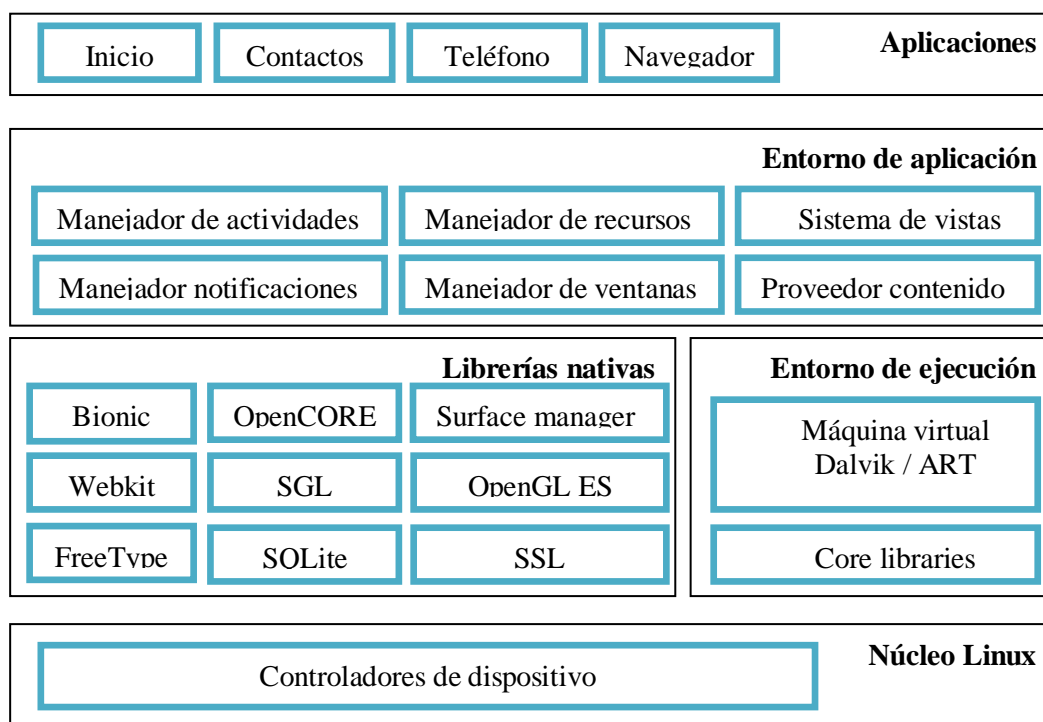 Aplicaciones
Inicio Contactos Teléfono Navegador
Entorno de aplicación
Manejador de actividades Manejador de recursos Sistema de vistas
Manejador notificaciones Manejador de ventanas Proveedor contenido
Librerías nativas
Bionic OpenCORE Surface manager
Webkit SGL OpenGL ES
FreeType SQLite SSL
Entorno de ejecución
Máquina virtual
Dalvik / ART
Core libraries
Núcleo Linux
Controladores de dispositivo